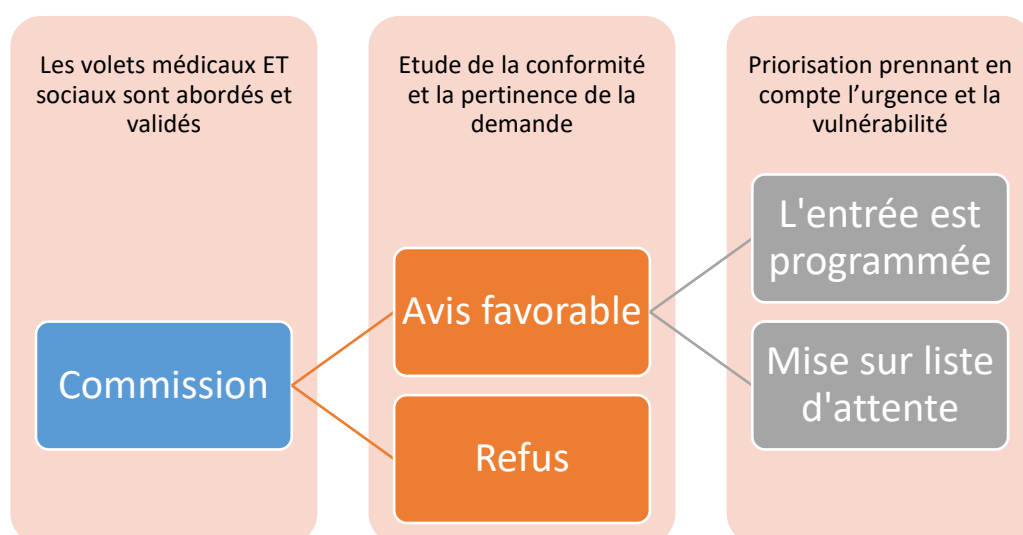 Les volets médicaux ET
sociaux sont abordés et
validés
Commission
Etude de la conformité
et la pertinence de la
demande
Avis favorable
Refus
Priorisation prennant en
compte l’urgence et la
vulnérabilité
L'entrée est
programmée
Mise sur liste
d'attente